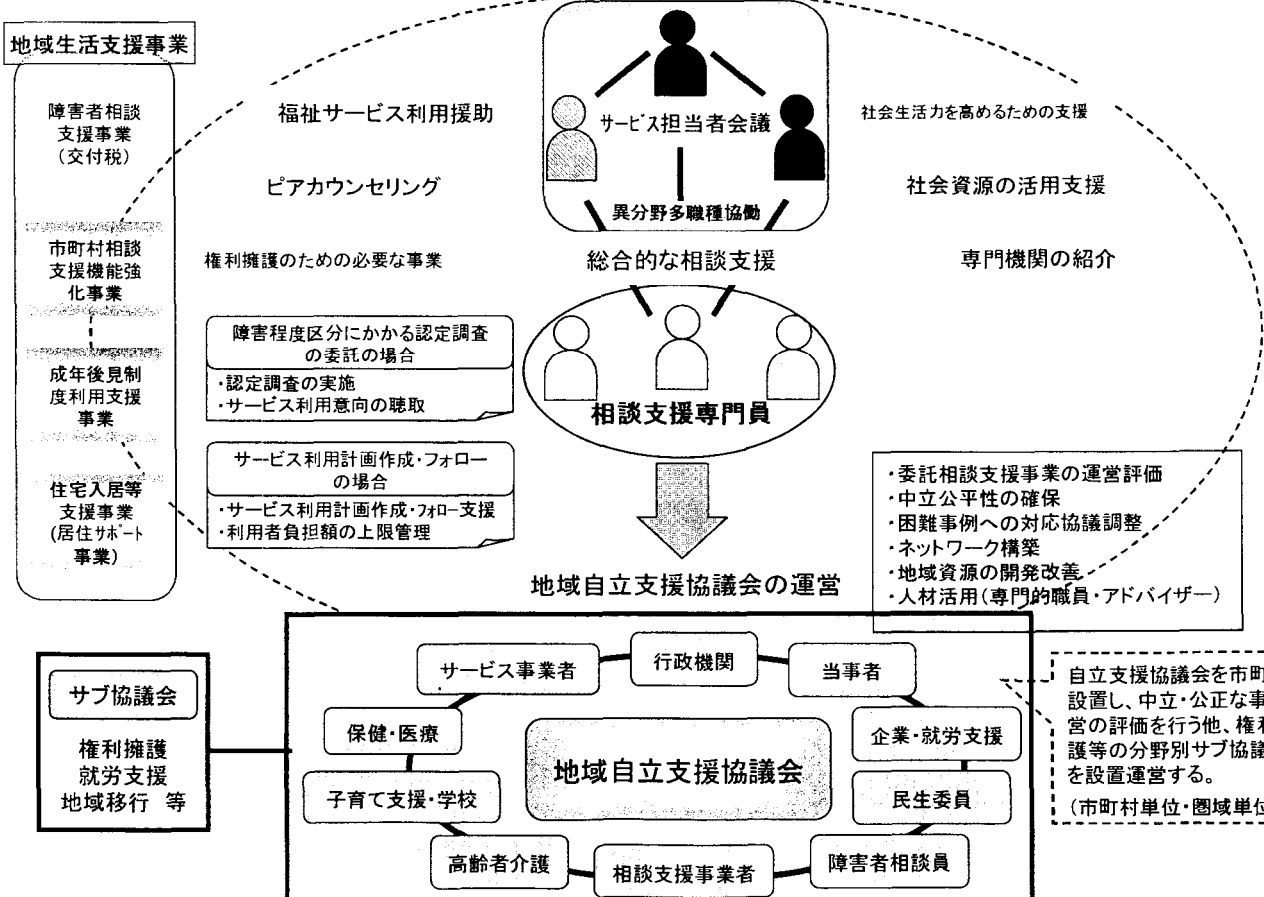 地域生活支援事業
障害者相談
支援事業
(交付税)
市町村相談
支援機能強
化事業
成年後見制
度利用支援
事業
住宅入居等
支援事業
(居住サポート
事業)
福祉サービス利用援助
ピアカウンセリング
権利擁護のための必要な事業
サービス担当者会議
異分野多職種協働
総合的な相談支援
社会生活力を高めるための支援
社会資源の活用支援
専門機関の紹介
障害程度区分にかかる認定調査
の委託の場合
・認定調査の実施
・サービス利用意向の聴取
サービス利用計画作成・フォロー
の場合
・サービス利用計画作成・フォロー支援
・利用者負担額の上限管理
相談支援専門員
・委託相談支援事業の運営評価
・中立公平性の確保
・困難事例への対応協議調整
・ネットワーク構築
・地域資源の開発改善
・人材活用(専門的職員・アドバイザー)
地域自立支援協議会の運営
サブ協議会
権利擁護
就労支援
地域移行 等
サービス事業者
行政機関
当事者
保健・医療
企業・就労支援
地域自立支援協議会
子育て支援・学校
民生委員
高齢者介護
相談支援事業者
障害者相談員
自立支援協議会を市町
設置し、中立・公正な事
営の評価を行う他、権利
護等の分野別サブ協議
を設置運営する。
(市町村単位・圏域単位